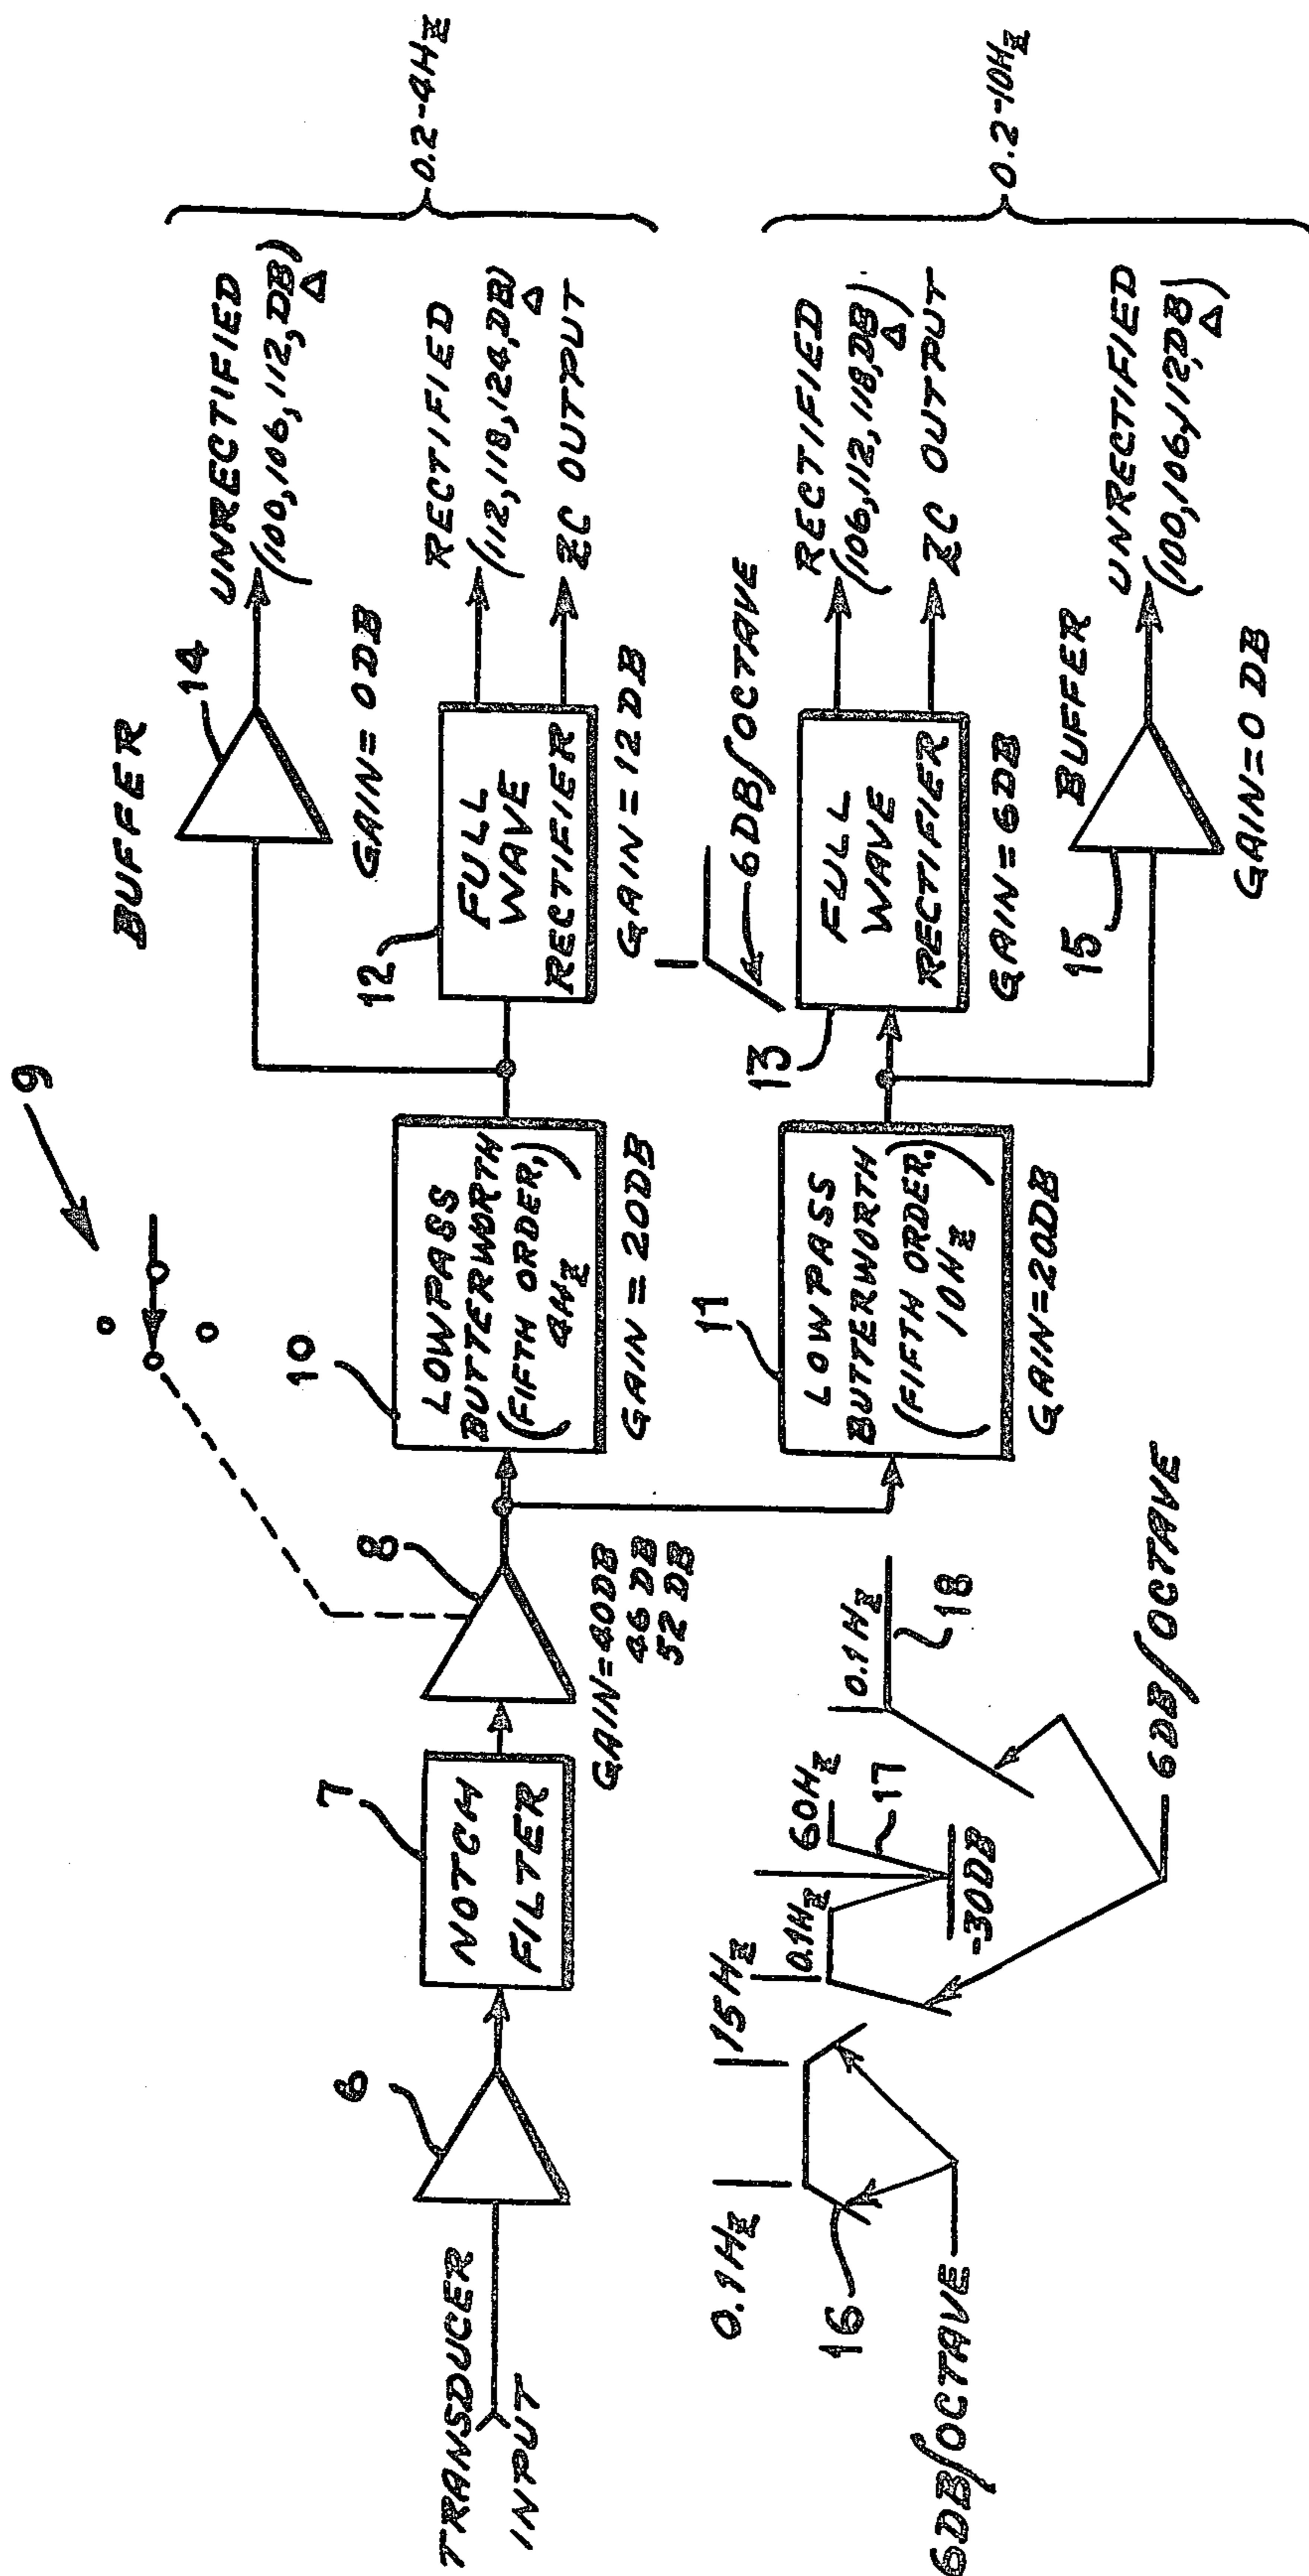 TRANSDUCER
INPUT
6
7
NOTCH
FILTER
8
GAIN=40DB
46 DB
52 DB
9
10
LOWPASS
BUTTERWORTH
(FIFTH ORDER,
4HZ)
GAIN = 20DB
11
LOWPASS
BUTTERWORTH
(FIFTH ORDER,
10HZ)
GAIN=20DB
BUFFER
14
GAIN= 0DB
UNRECTIFIED
(100,106,112,DB)
Δ
12
FULL
WAVE
RECTIFIER
GAIN=12DB
RECTIFIED
(112,118,124,DB)
Δ
ZC OUTPUT
0.2-4HZ
1
6DB/OCTAVE
13
FULL
WAVE
RECTIFIER
GAIN=6DB
RECTIFIED
(106,112,118,DB)
Δ
ZC OUTPUT
15
BUFFER
GAIN=0 DB
UNRECTIFIED
(100,106,112,DB)
Δ
0.2-10HZ
0.1HZ
15HZ
16
6DB/OCTAVE
0.1HZ
60HZ
17
-30DB
0.1HZ
18
6DB/OCTAVE